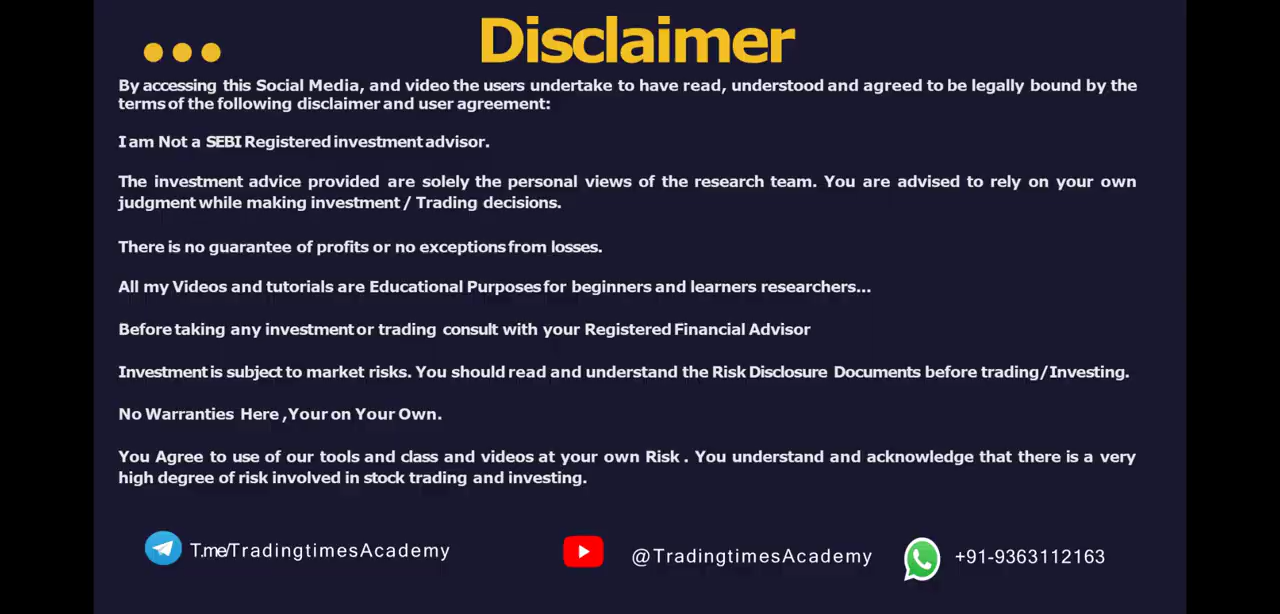 Disclaimer
By accessing this Social Media, and video the users undertake to have read, understood and agreed to be legally bound by the
terms of the following disclaimer and user agreement:
I am Not a SEBI Registered investment advisor.
The investment advice provided are solely the personal views of the research team. You are advised to rely on your own
judgment while making investment / Trading decisions.
There is no guarantee of profits or no exceptions from losses.
All my Videos and tutorials are Educational Purposes for beginners and learners researchers...
Before taking any investment or trading consult with your Registered Financial Advisor
Investment is subject to market risks. You should read and understand the Risk Disclosure Documents before trading/Investing.
No Warranties Here ,Your on Your Own.
You Agree to use of our tools and class and videos at your own Risk . You understand and acknowledge that there is a very
high degree of risk involved in stock trading and investing.
T.me/TradingtimesAcademy @TradingtimesAcademy +91-9363112163